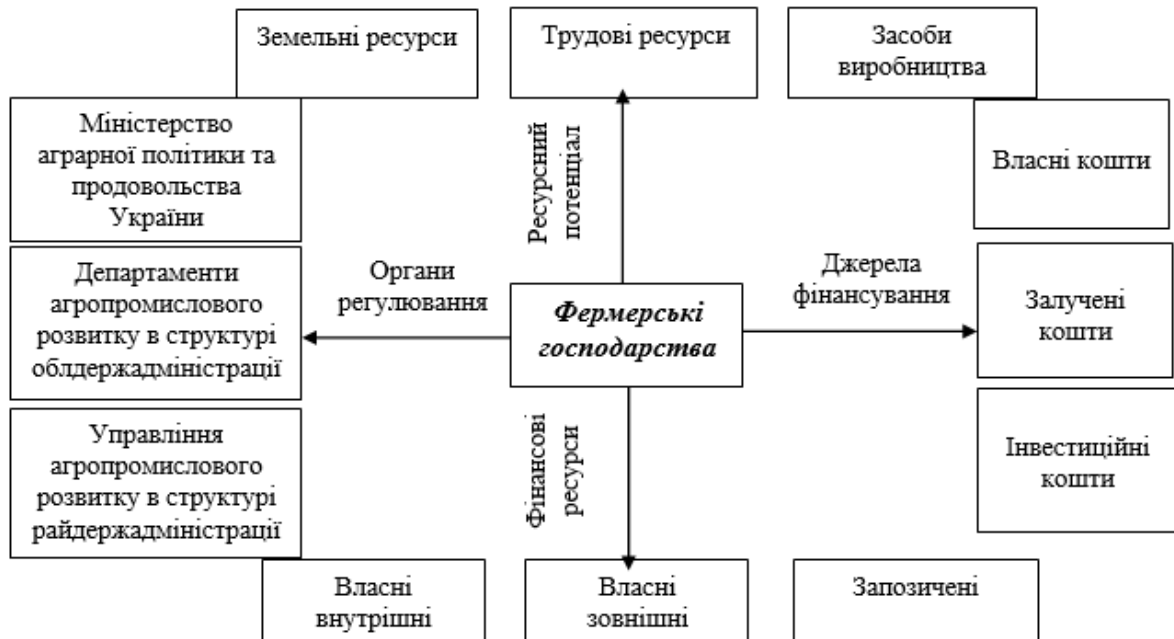 Земельні ресурси
Трудові ресурси
Засоби
виробництва
Міністерство
аграрної політики та
продовольства
України
Ресурсний
потенціал
Власні кошти
Департаменти
агропромислового
розвитку в структурі
облдержадміністрації
Органи
регулювання
Фермерські
господарства
Джерела
фінансування
Залучені
кошти
Управління
агропромислового
розвитку в структурі
райдержадміністрації
Фінансові
ресурси
Інвестиційні
кошти
Власні
внутрішні
Власні
зовнішні
Запозичені